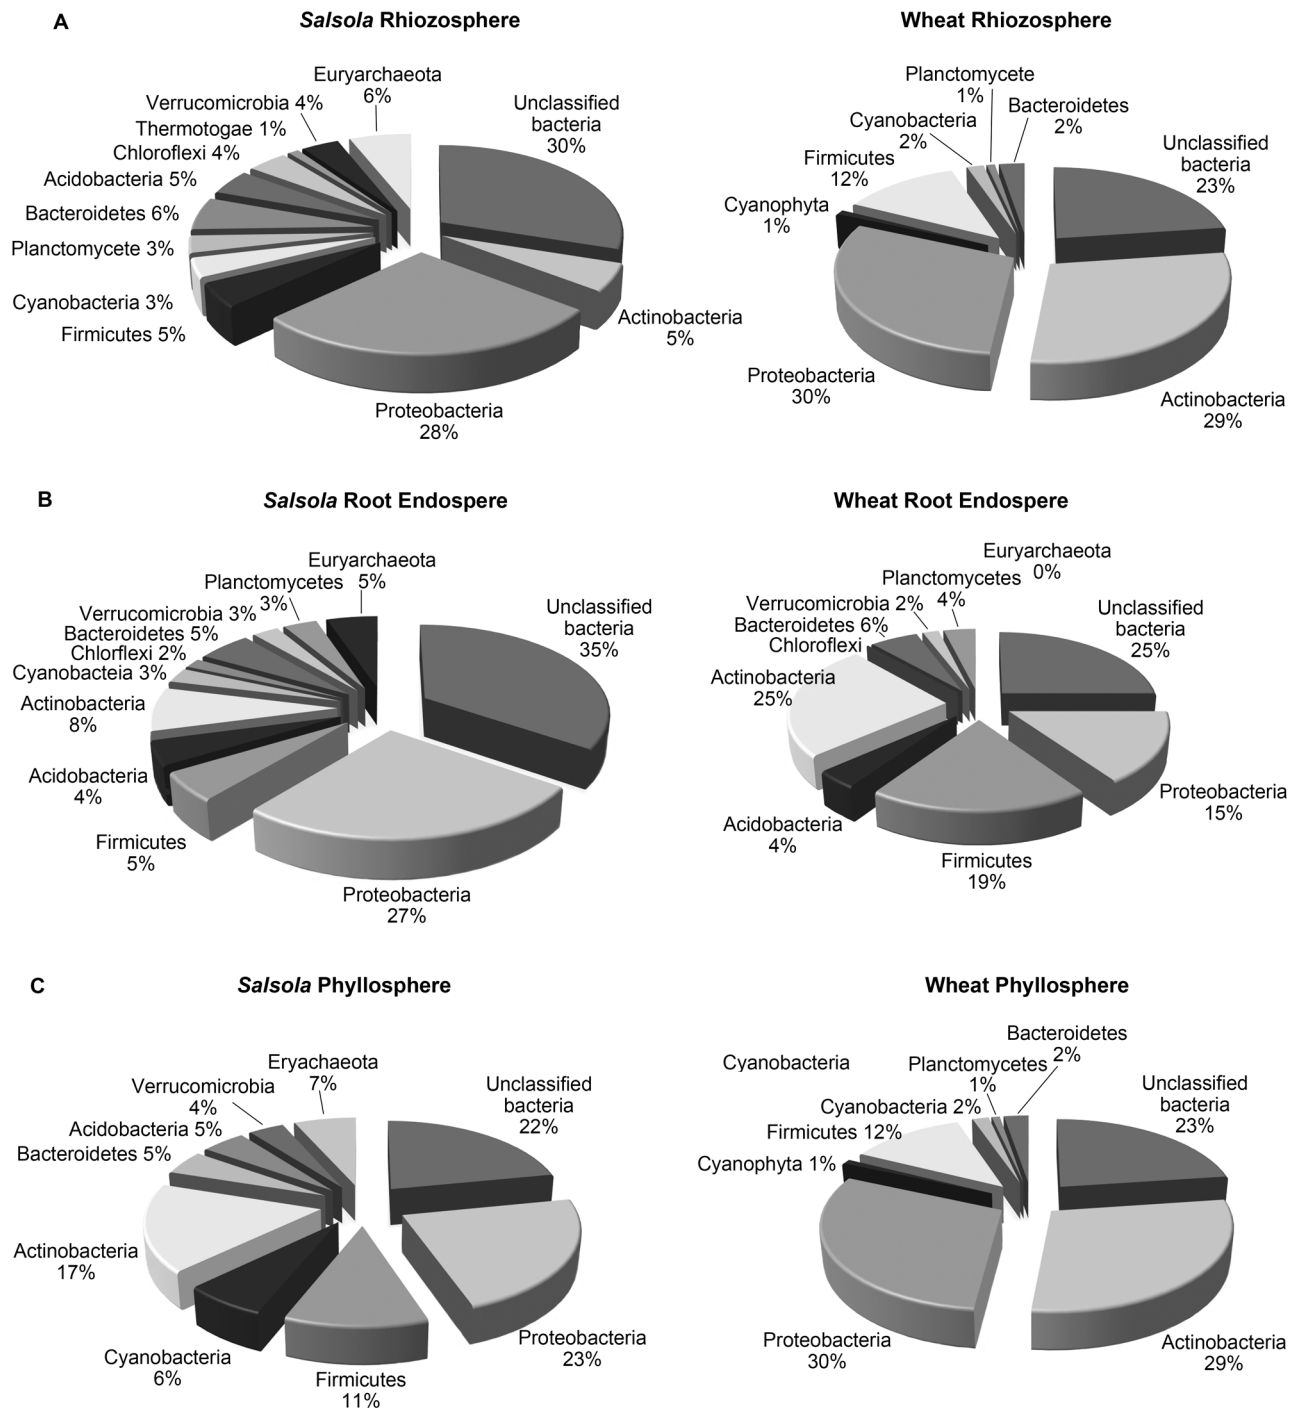 A
Salsola Rhiozosphere
Euryarchaeota
6%
Verrucomicrobia 4%
Thermotogae 1%
Chloroflexi 4%
Acidobacteria 5%
Bacteroidetes 6%
Planctomycete 3%
Cyanobacteria 3%
Firmicutes 5%
Unclassified
bacteria
30%
Actinobacteria
5%
Proteobacteria
28%
Wheat Rhiozosphere
Planctomycete
1%
Bacteroidetes
2%
Cyanobacteria
2%
Firmicutes
12%
Cyanophyta
1%
Unclassified
bacteria
23%
Proteobacteria
30%
Actinobacteria
29%
B
Salsola Root Endospere
Euryarchaeota
5%
Planctomycetes
3%
Verrucomicrobia 3%
Bacteroidetes 5%
Chlorflexi 2%
Cyanobacteia 3%
Actinobacteria
8%
Acidobacteria
4%
Firmicutes
5%
Unclassified
bacteria
35%
Proteobacteria
27%
Wheat Root Endospere
Euryarchaeota
0%
Planctomycetes
4%
Verrucomicrobia 2%
Bacteroidetes 6%
Chloroflexi
Actinobacteria
25%
Unclassified
bacteria
25%
Proteobacteria
15%
Acidobacteria
4%
Firmicutes
19%
C
Salsola Phyllosphere
Eryachaeota
7%
Verrucomicrobia
4%
Acidobacteria 5%
Bacteroidetes 5%
Unclassified
bacteria
22%
Actinobacteria
17%
Cyanobacteria
6%
Firmicutes
11%
Proteobacteria
23%
Wheat Phyllosphere
Bacteroidetes
2%
Cyanobacteria
Planctomycetes
1%
Cyanobacteria 2%
Firmicutes 12%
Cyanophyta 1%
Unclassified
bacteria
23%
Proteobacteria
30%
Actinobacteria
29%